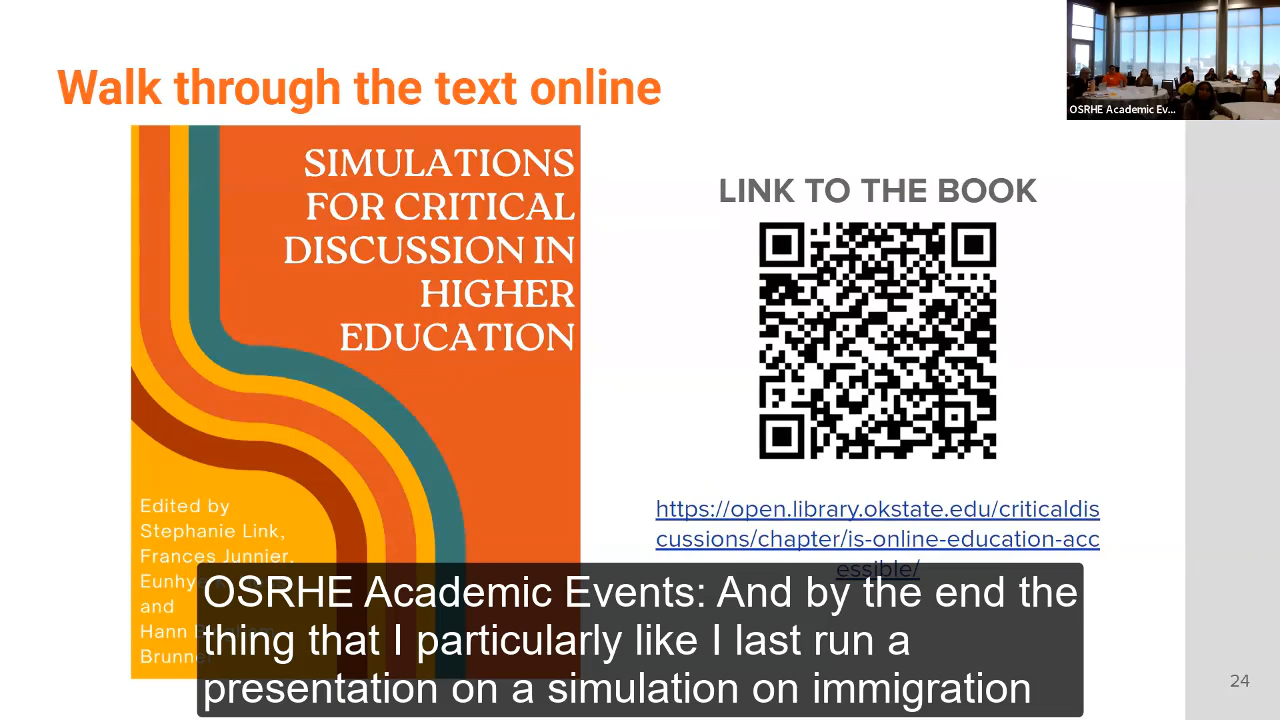 Walk through the text online
OSRHE Academic Ev...
SIMULATIONS
FOR CRITICAL
DISCUSSION IN
HIGHER
EDUCATION
Edited by
Stephanie Link,
Frances Junnier,
and
Hann
Brunne
LINK TO THE BOOK
https://open.library.okstate.edu/criticaldis
cussions/chapter/is-online-education-acc
essible/
OSRHE Academic Events: And by the end the
thing that I particularly like I last run a
presentation on a simulation on immigration
24